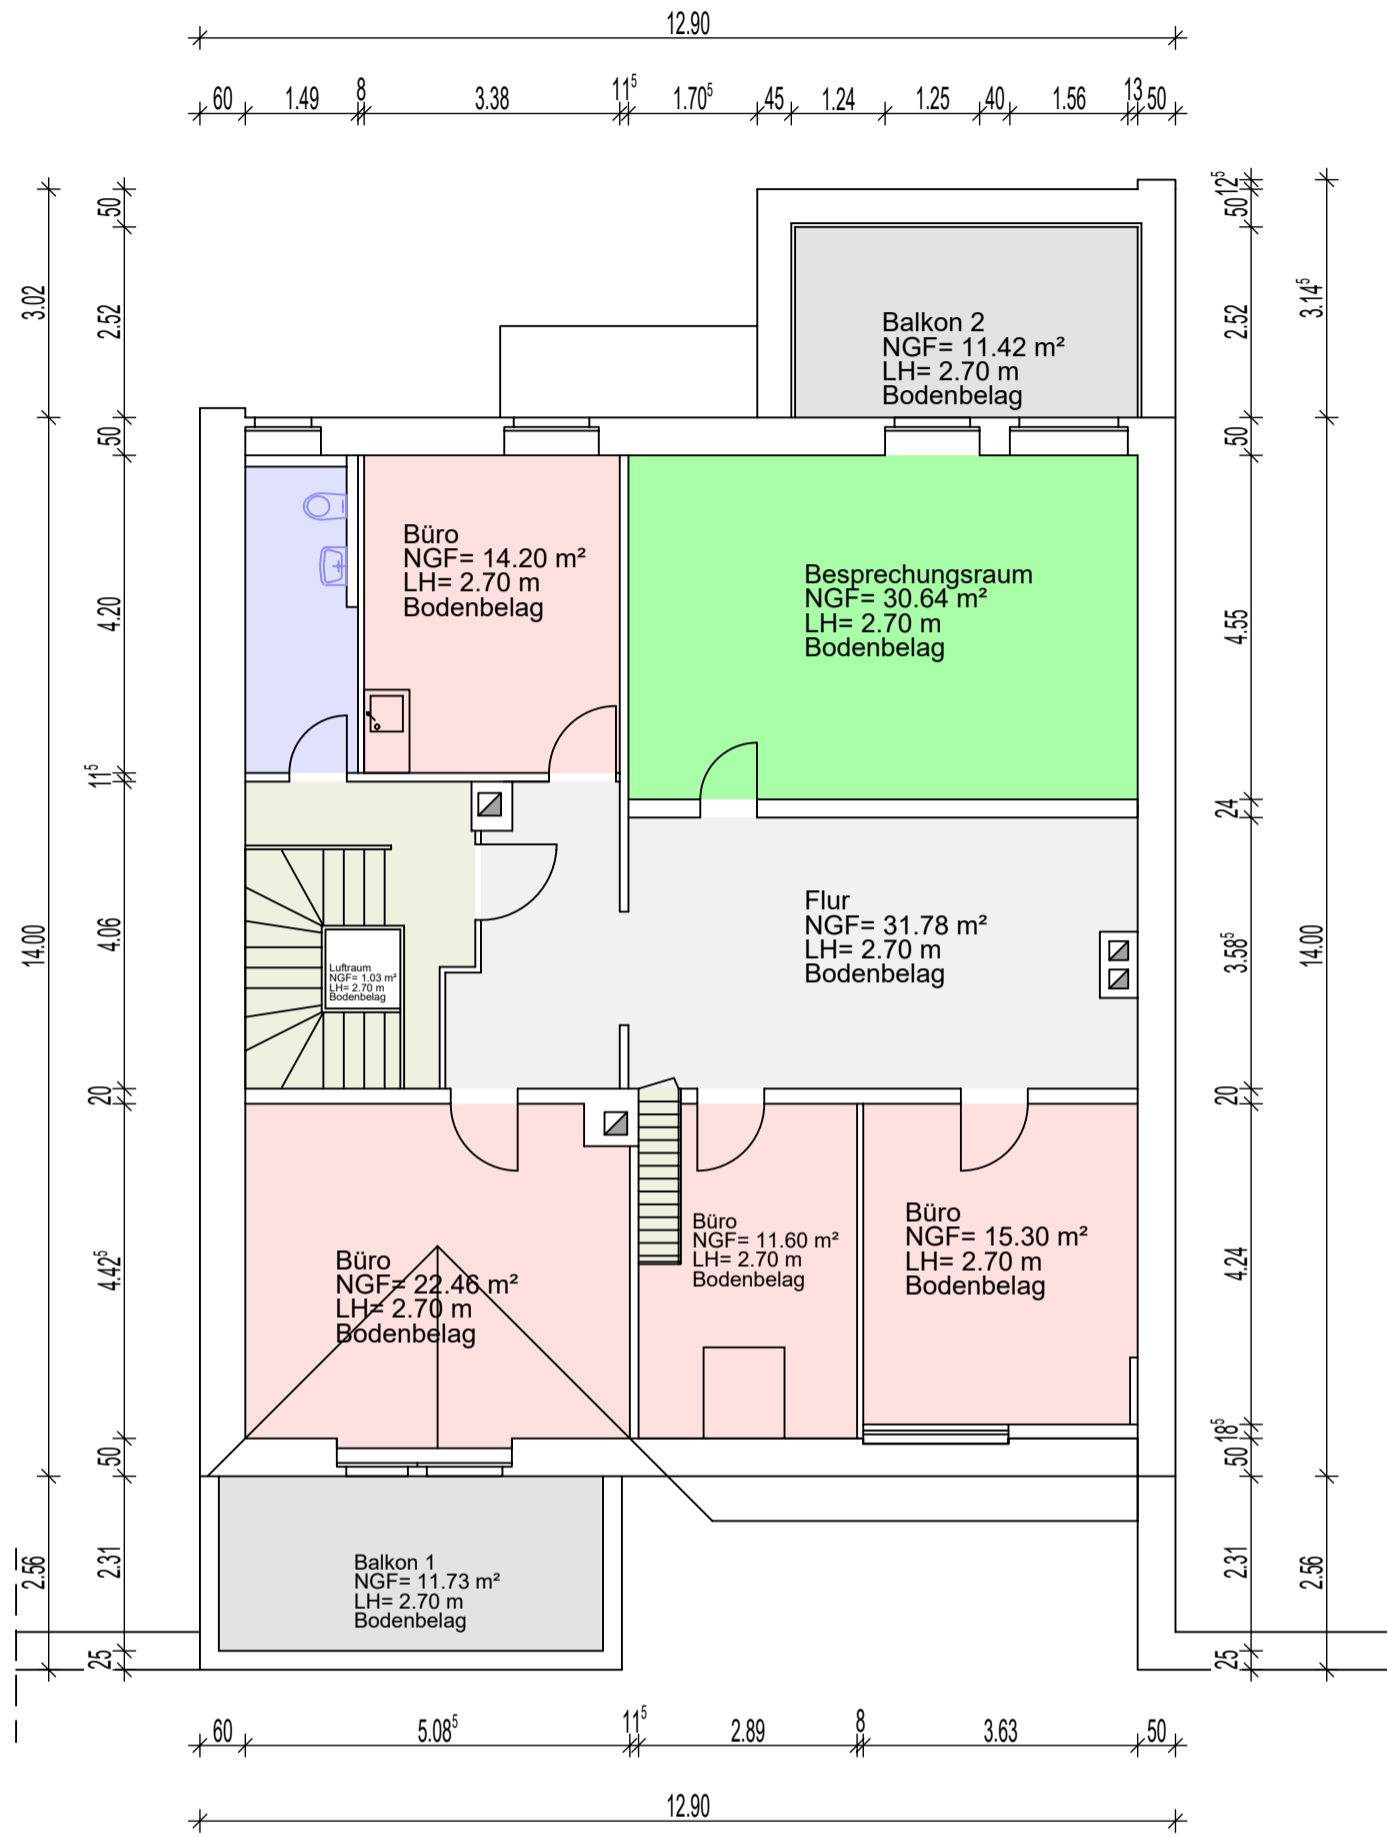 12.90
60 1.49 8 3.38 11⁵ 1.70⁵ 45 1.24 1.25 40 1.56 13 50
50
2.52
3.02
50
4.20
11⁵
4.06
14.00
20
4.42⁵
50
2.31
2.56
25
12⁵
50
2.52
3.14⁵
4.55
24
3.58⁵
14.00
20
4.24
18⁵
50
2.31
2.56
25
Balkon 2
NGF= 11.42 m²
LH= 2.70 m
Bodenbelag
Büro
NGF= 14.20 m²
LH= 2.70 m
Bodenbelag
Besprechungsraum
NGF= 30.64 m²
LH= 2.70 m
Bodenbelag
Flur
NGF= 31.78 m²
LH= 2.70 m
Bodenbelag
Luftraum
NGF= 1.03 m²
LH= 2.70 m
Bodenbelag
Büro
NGF= 22.46 m²
LH= 2.70 m
Bodenbelag
Büro
NGF= 11.60 m²
LH= 2.70 m
Bodenbelag
Büro
NGF= 15.30 m²
LH= 2.70 m
Bodenbelag
Balkon 1
NGF= 11.73 m²
LH= 2.70 m
Bodenbelag
60 5.08⁵ 11⁵ 2.89 8 3.63 50
12.90